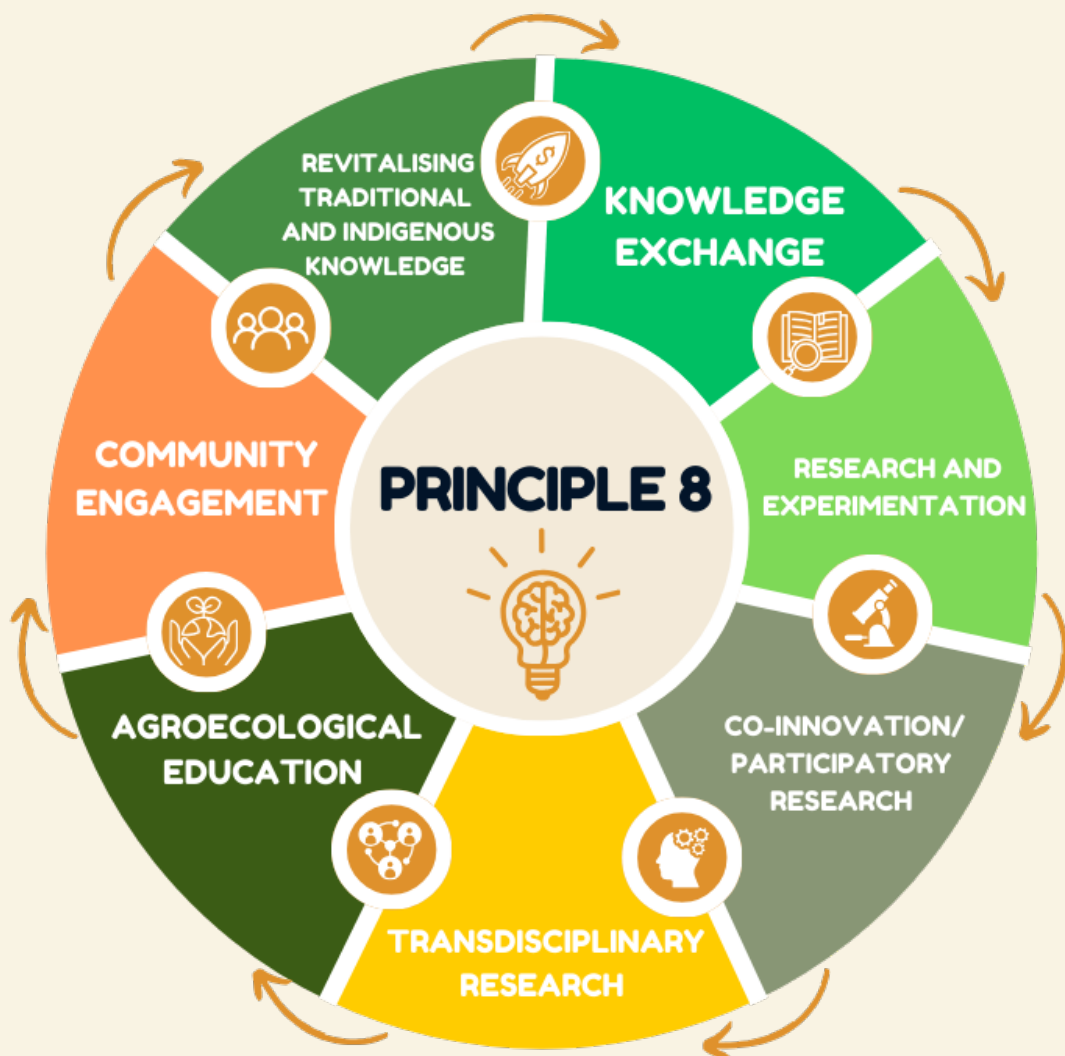 REVITALISING
TRADITIONAL
AND INDIGENOUS
KNOWLEDGE
KNOWLEDGE
EXCHANGE
RESEARCH AND
EXPERIMENTATION
CO-INNOVATION/
PARTICIPATORY
RESEARCH
TRANSDISCIPLINARY
RESEARCH
AGROECOLOGICAL
EDUCATION
COMMUNITY
ENGAGEMENT
PRINCIPLE 8
$